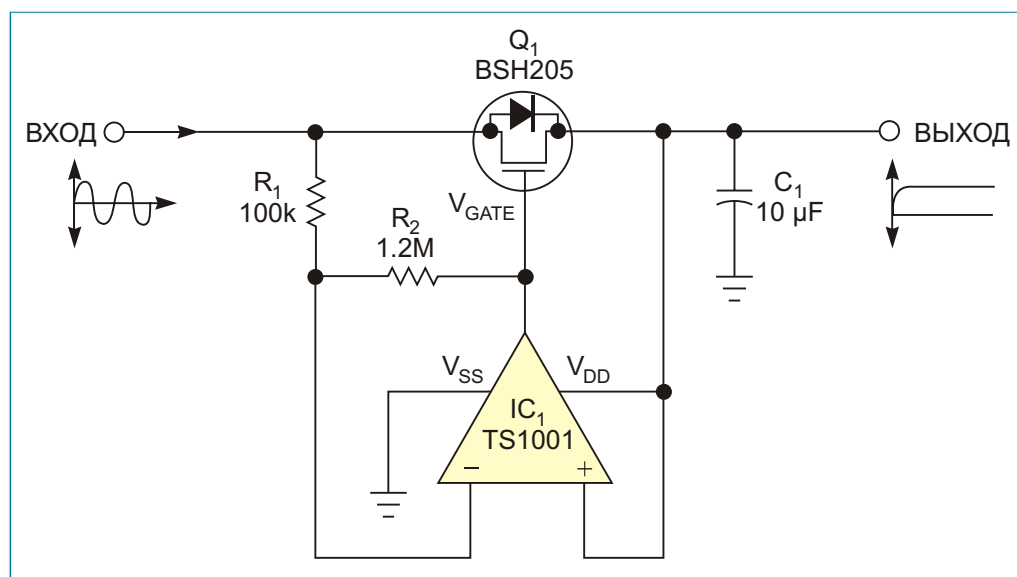 Q1
BSH205
ВХОД
ВЫХОД
R1
100k
VGATE
C1
10 µF
R2
1.2M
VSS
VDD
IC1
TS1001
− +